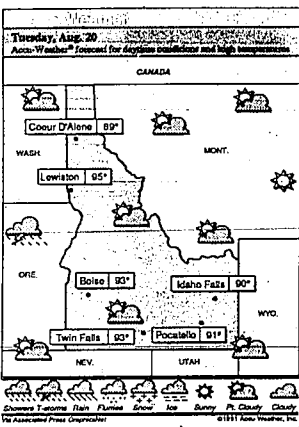 Weather
Tuesday, Aug. 20
Accu-Weather® forecast for daytime conditions and high temperatures
CANADA
Coeur D'Alene 89°
WASH.
MONT.
Lewiston 95°
ORE.
Boise 93°
Idaho Falls 90°
WYO.
Twin Falls 93°
Pocatello 91°
NEV.
UTAH
Showers T-storms Rain Flurries Snow Ice Sunny Pt. Cloudy Cloudy
Via Associated Press GraphicsNet
©1991 Accu-Weather, Inc.